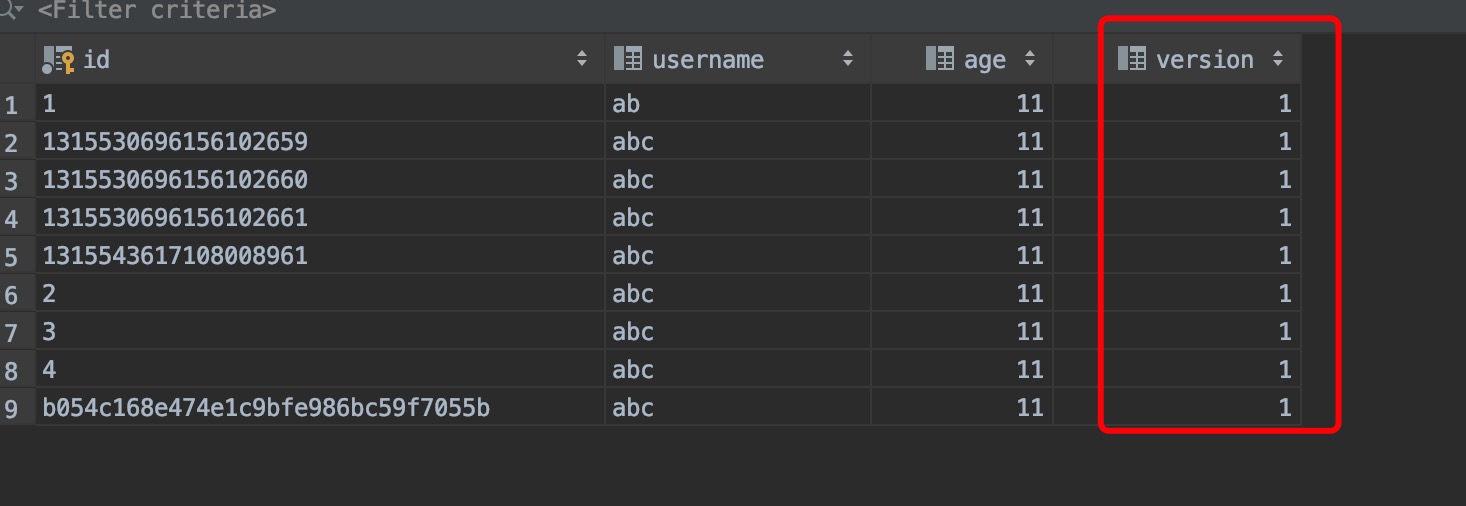 <Filter criteria>
id username age version
1 1 ab 11 1
2 1315530696156102659 abc 11 1
3 1315530696156102660 abc 11 1
4 1315530696156102661 abc 11 1
5 1315543617108008961 abc 11 1
6 2 abc 11 1
7 3 abc 11 1
8 4 abc 11 1
9 b054c168e474e1c9bfe986bc59f7055b abc 11 1